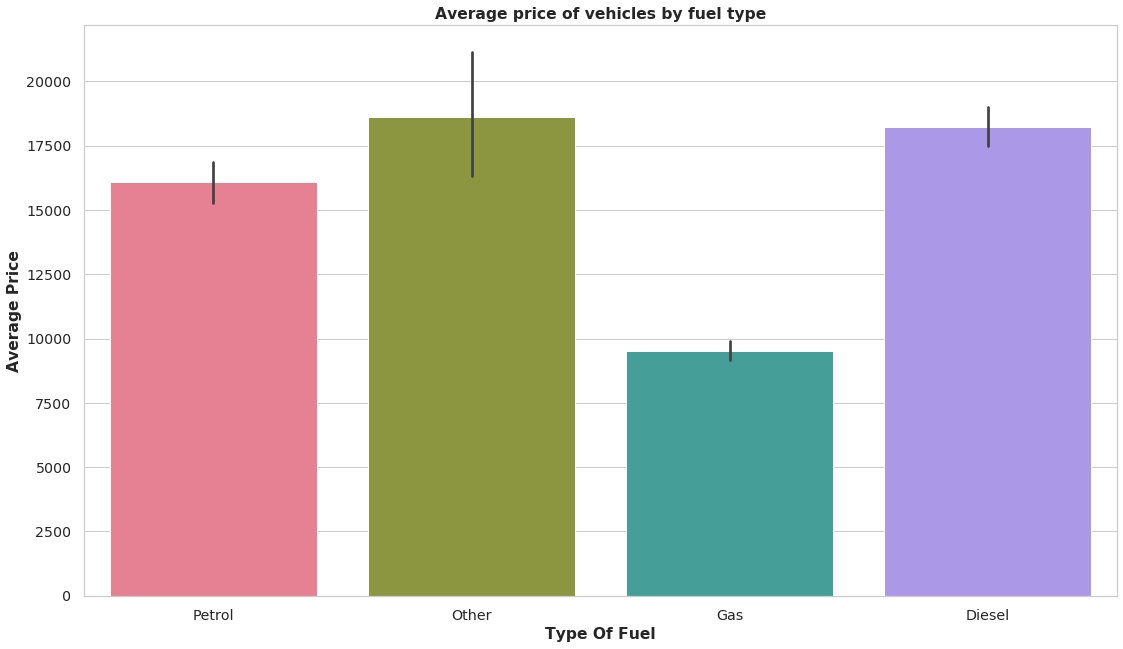 Average price of vehicles by fuel type
Average Price
20000
17500
15000
12500
10000
7500
5000
2500
0
Petrol
Other
Gas
Diesel
Type Of Fuel